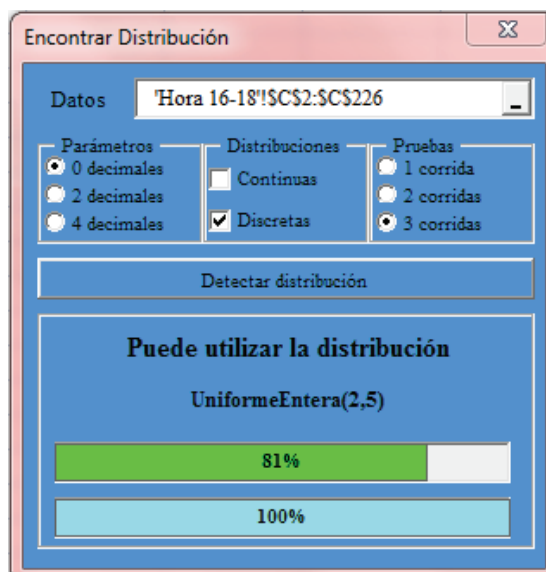 Encontrar Distribución
Datos
'Hora 16-18'!$C$2:$C$226
Parámetros
0 decimales
2 decimales
4 decimales
Distribuciones
Continuas
Discretas
Pruebas
1 corrida
2 corridas
3 corridas
Detectar distribución
Puede utilizar la distribución
UniformeEntera(2,5)
81%
100%